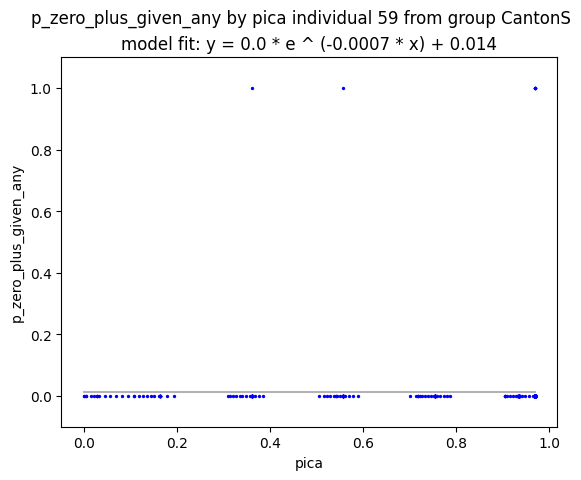 p_zero_plus_given_any by pica individual 59 from group CantonS
model fit: y = 0.0 * e ^ (-0.0007 * x) + 0.014
1.0
0.8
0.6
0.4
0.2
0.0
p_zero_plus_given_any
0.0 0.2 0.4 0.6 0.8 1.0
pica